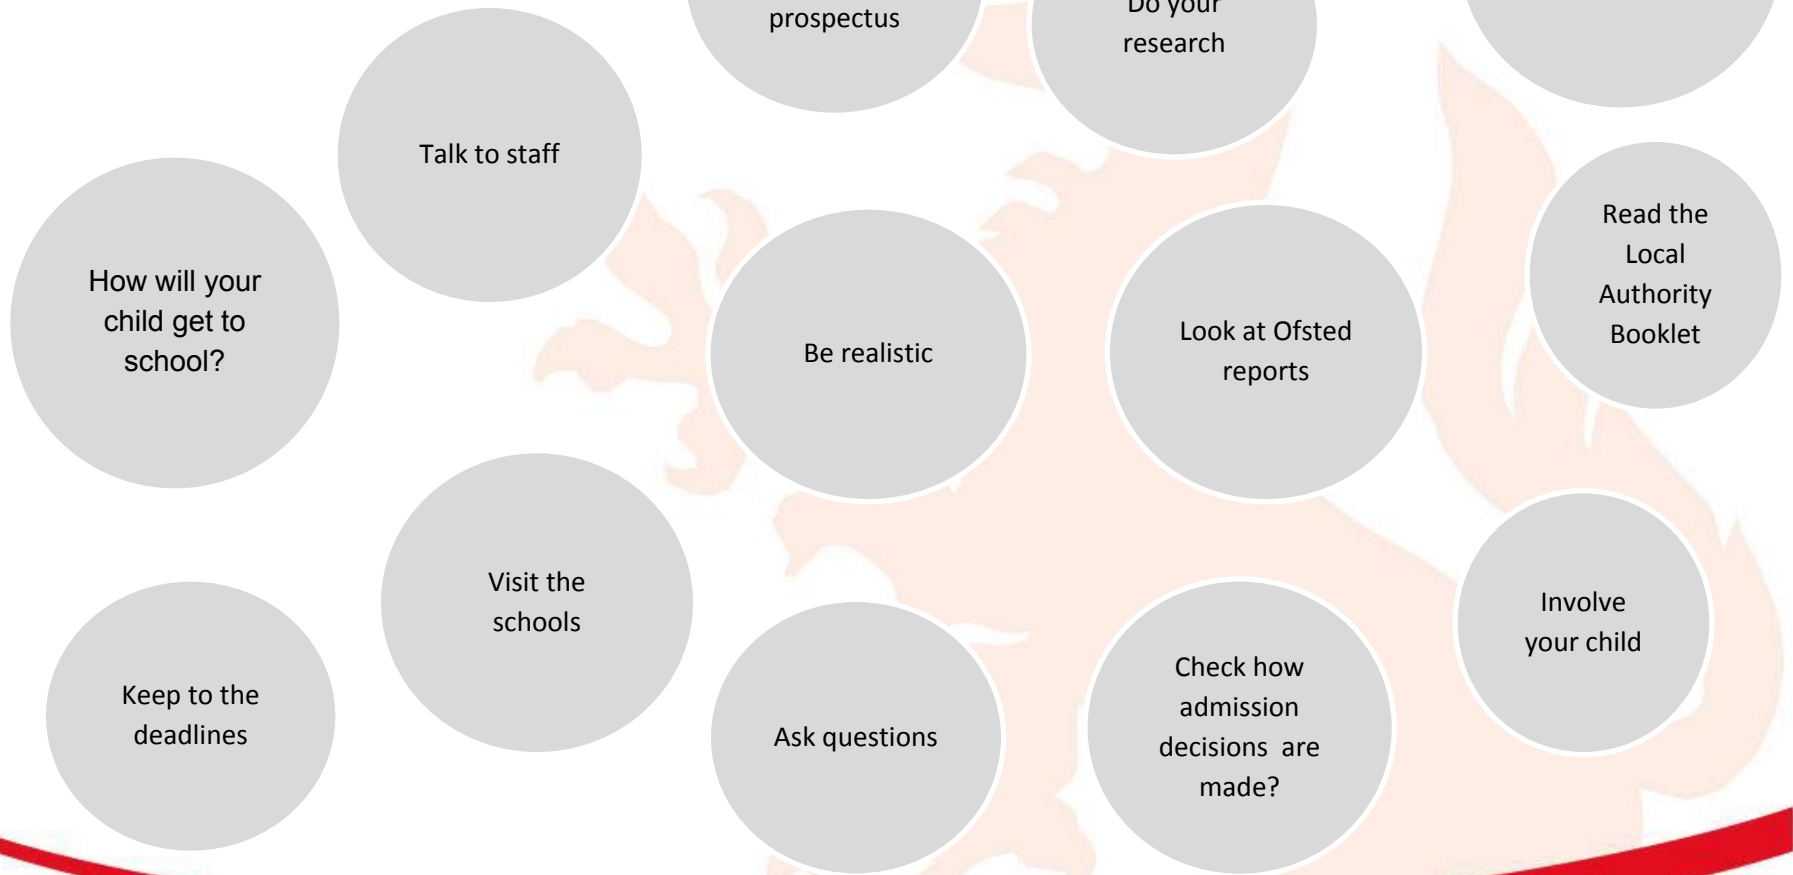 prospectus
Do your
research
Talk to staff
How will your
child get to
school?
Be realistic
Look at Ofsted
reports
Read the
Local
Authority
Booklet
Visit the
schools
Keep to the
deadlines
Ask questions
Check how
admission
decisions  are
made?
Involve
your child